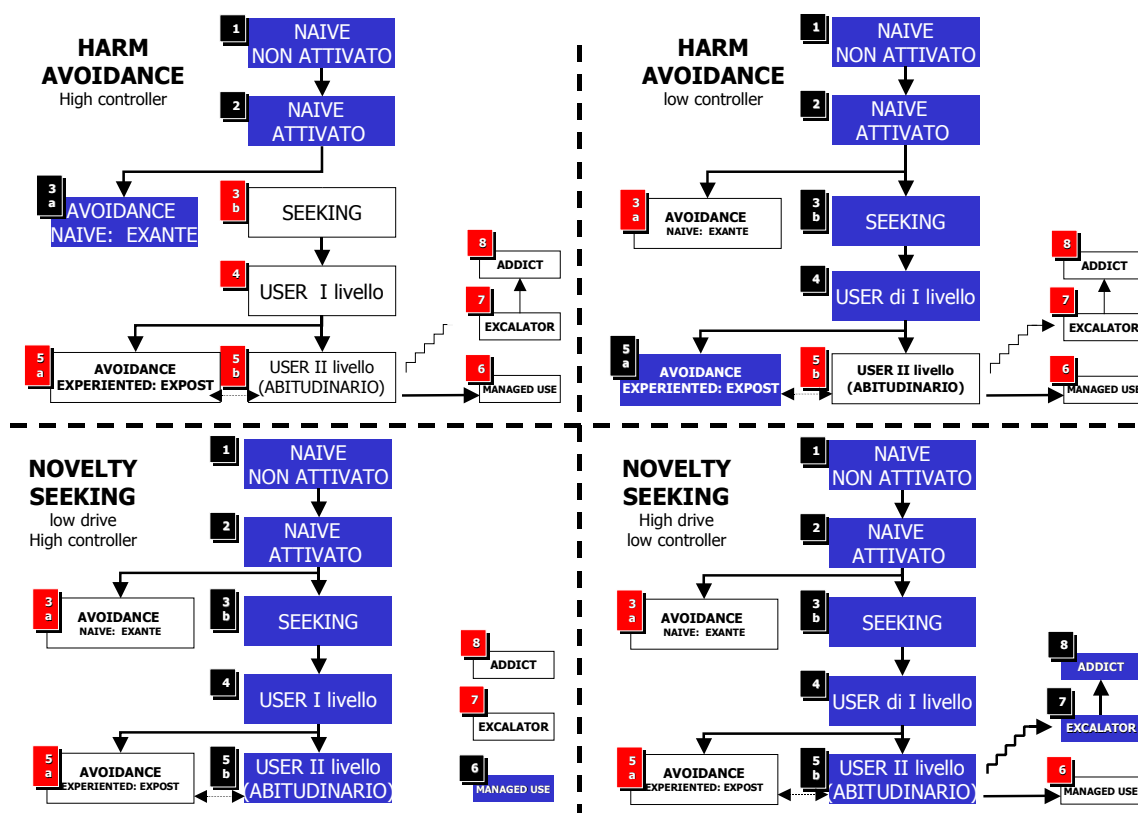 HARM
AVOIDANCE
High controller
1
NAIVE
NON ATTIVATO
2
NAIVE
ATTIVATO
3
a
AVOIDANCE
NAIVE: EXANTE
3
b
SEEKING
4
USER I livello
5
a
AVOIDANCE
EXPERIENTED: EXPOST
5
b
USER II livello
(ABITUDINARIO)
8
ADDICT
7
EXCALATOR
6
MANAGED USE
HARM
AVOIDANCE
low controller
1
NAIVE
NON ATTIVATO
2
NAIVE
ATTIVATO
3
a
AVOIDANCE
NAIVE: EXANTE
3
b
SEEKING
4
USER di I livello
5
a
AVOIDANCE
EXPERIENTED: EXPOST
5
b
USER II livello
(ABITUDINARIO)
8
ADDICT
7
EXCALATOR
6
MANAGED USE
NOVELTY
SEEKING
low drive
High controller
1
NAIVE
NON ATTIVATO
2
NAIVE
ATTIVATO
3
a
AVOIDANCE
NAIVE: EXANTE
3
b
SEEKING
4
USER I livello
5
a
AVOIDANCE
EXPERIENTED: EXPOST
5
b
USER II livello
(ABITUDINARIO)
8
ADDICT
7
EXCALATOR
6
MANAGED USE
NOVELTY
SEEKING
High drive
low controller
1
NAIVE
NON ATTIVATO
2
NAIVE
ATTIVATO
3
a
AVOIDANCE
NAIVE: EXANTE
3
b
SEEKING
4
USER di I livello
5
a
AVOIDANCE
EXPERIENTED: EXPOST
5
b
USER II livello
(ABITUDINARIO)
8
ADDICT
7
EXCALATOR
6
MANAGED USE